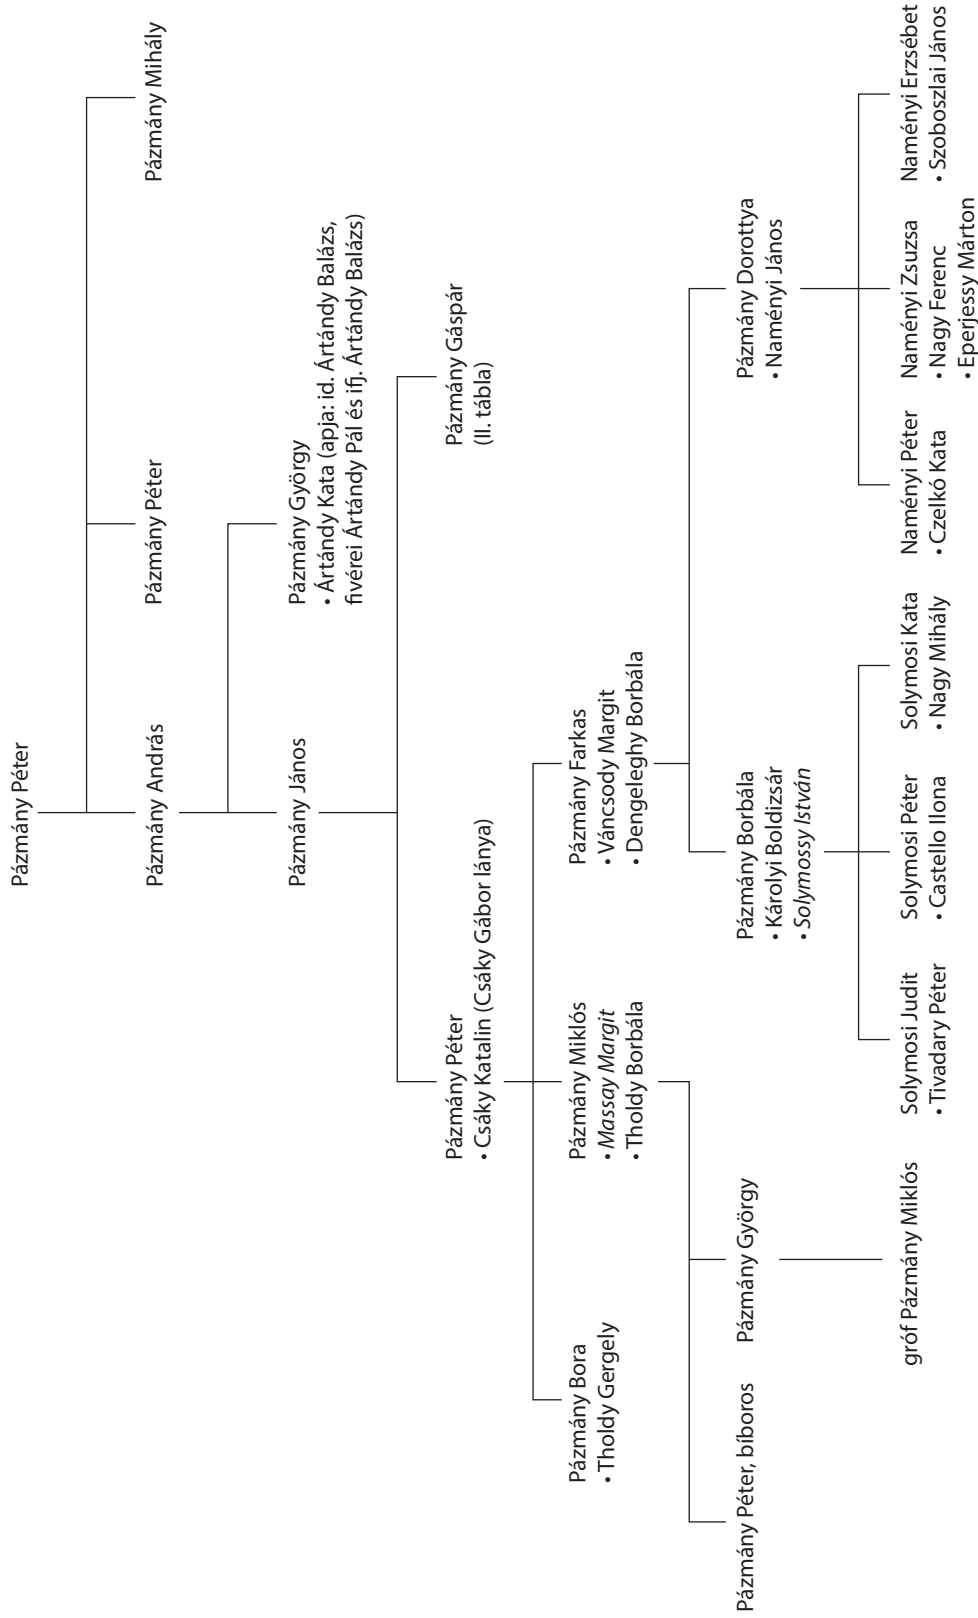 Pázmány Péter
Pázmány András
Pázmány Péter
Pázmány Mihály
Pázmány János
Pázmány György
• Ártándy Kata (apja: id. Ártándy Balázs,
fivérei Ártándy Pál és ifj. Ártándy Balázs)
Pázmány Péter
• Csáky Katalin (Csáky Gábor lánya)
Pázmány Gáspár
(II. tábla)
Pázmány Bora
• Tholdy Gergely
Pázmány Miklós
• Massay Margit
• Tholdy Borbála
Pázmány Farkas
• Váncsody Margit
• Dengeleghy Borbála
Pázmány Péter, bíboros
Pázmány György
Pázmány Borbála
• Károlyi Boldizsár
• Solymossy István
Pázmány Dorottya
• Naményi János
gróf Pázmány Miklós
Solymosi Judit
• Tivadary Péter
Solymosi Péter
• Castello Ilona
Solymosi Kata
• Nagy Mihály
Naményi Péter
• Czelkó Kata
Naményi Zsuzsa
• Nagy Ferenc
• Eperjessy Márton
Naményi Erzsébet
• Szoboszlai János